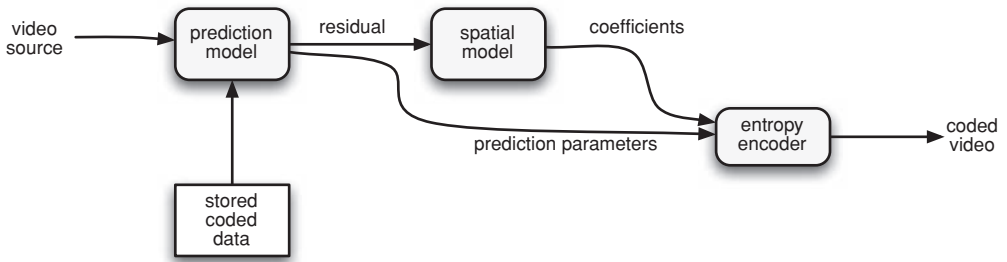 video
source
prediction
model
residual
spatial
model
coefficients
prediction parameters
entropy
encoder
coded
video
stored
coded
data